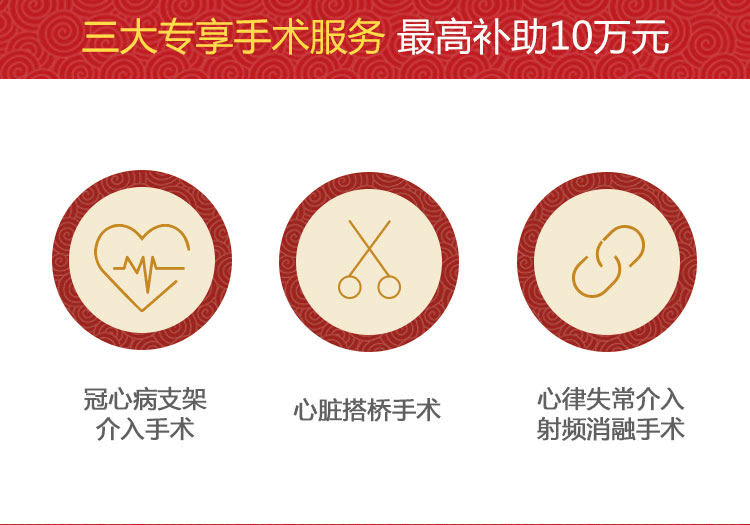 三大专享手术服务 最高补助10万元
冠心病支架
介入手术
心脏搭桥手术
心律失常介入
射频消融手术